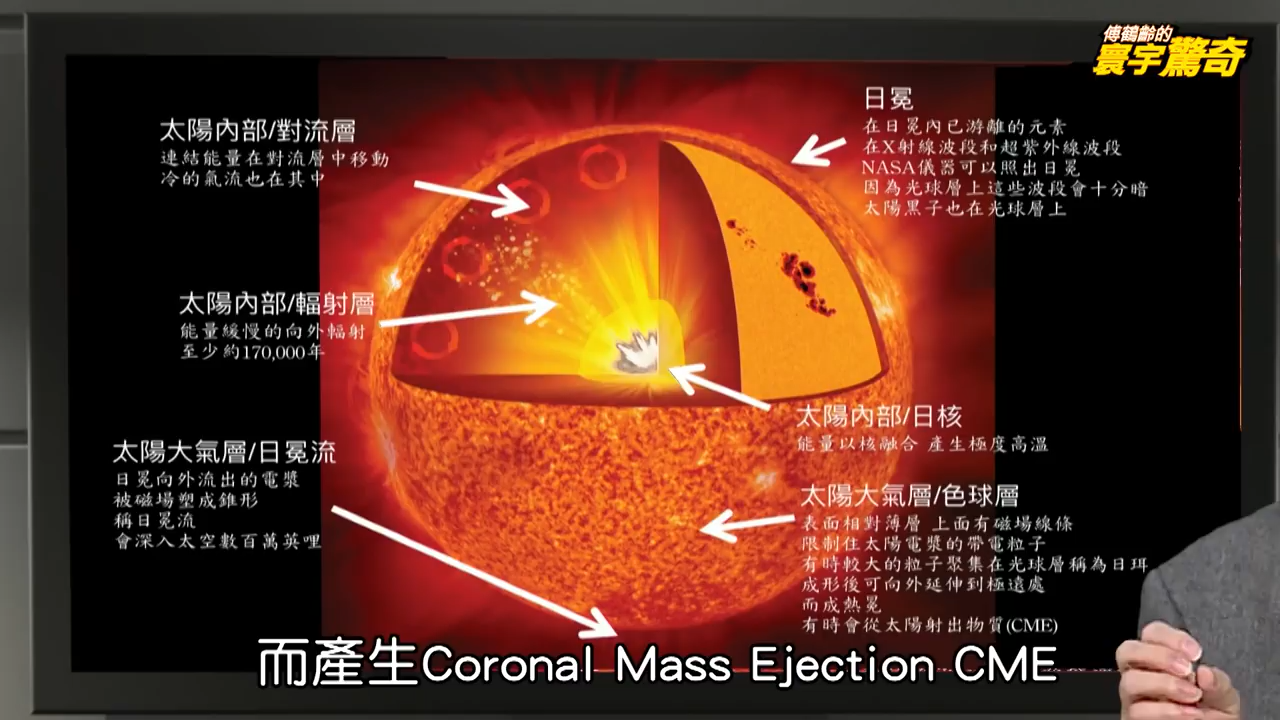 傅鶴齡的
寰宇驚奇
太陽內部/對流層
連結能量在對流層中移動
冷的氣流也在其中
日冕
在日冕內已游離的元素
在X射線波段和超紫外線波段
NASA儀器可以照出日冕
因為光球層上這些波段會十分暗
太陽黑子也在光球層上
太陽內部/輻射層
能量緩慢的向外輻射
至少約170,000年
太陽內部/日核
能量以核融合 產生極度高溫
太陽大氣層/日冕流
日冕向外流出的電漿
被磁場塑成錐形
稱日冕流
會深入太空數百萬英哩
太陽大氣層/色球層
表面相對薄層 上面有磁場線條
限制住太陽電漿的帶電粒子
有時較大的粒子聚集在光球層稱為日珥
成形後可向外延伸到極遠處
而成熱冕
有時會從太陽射出物質(CME)
而產生Coronal Mass Ejection CME